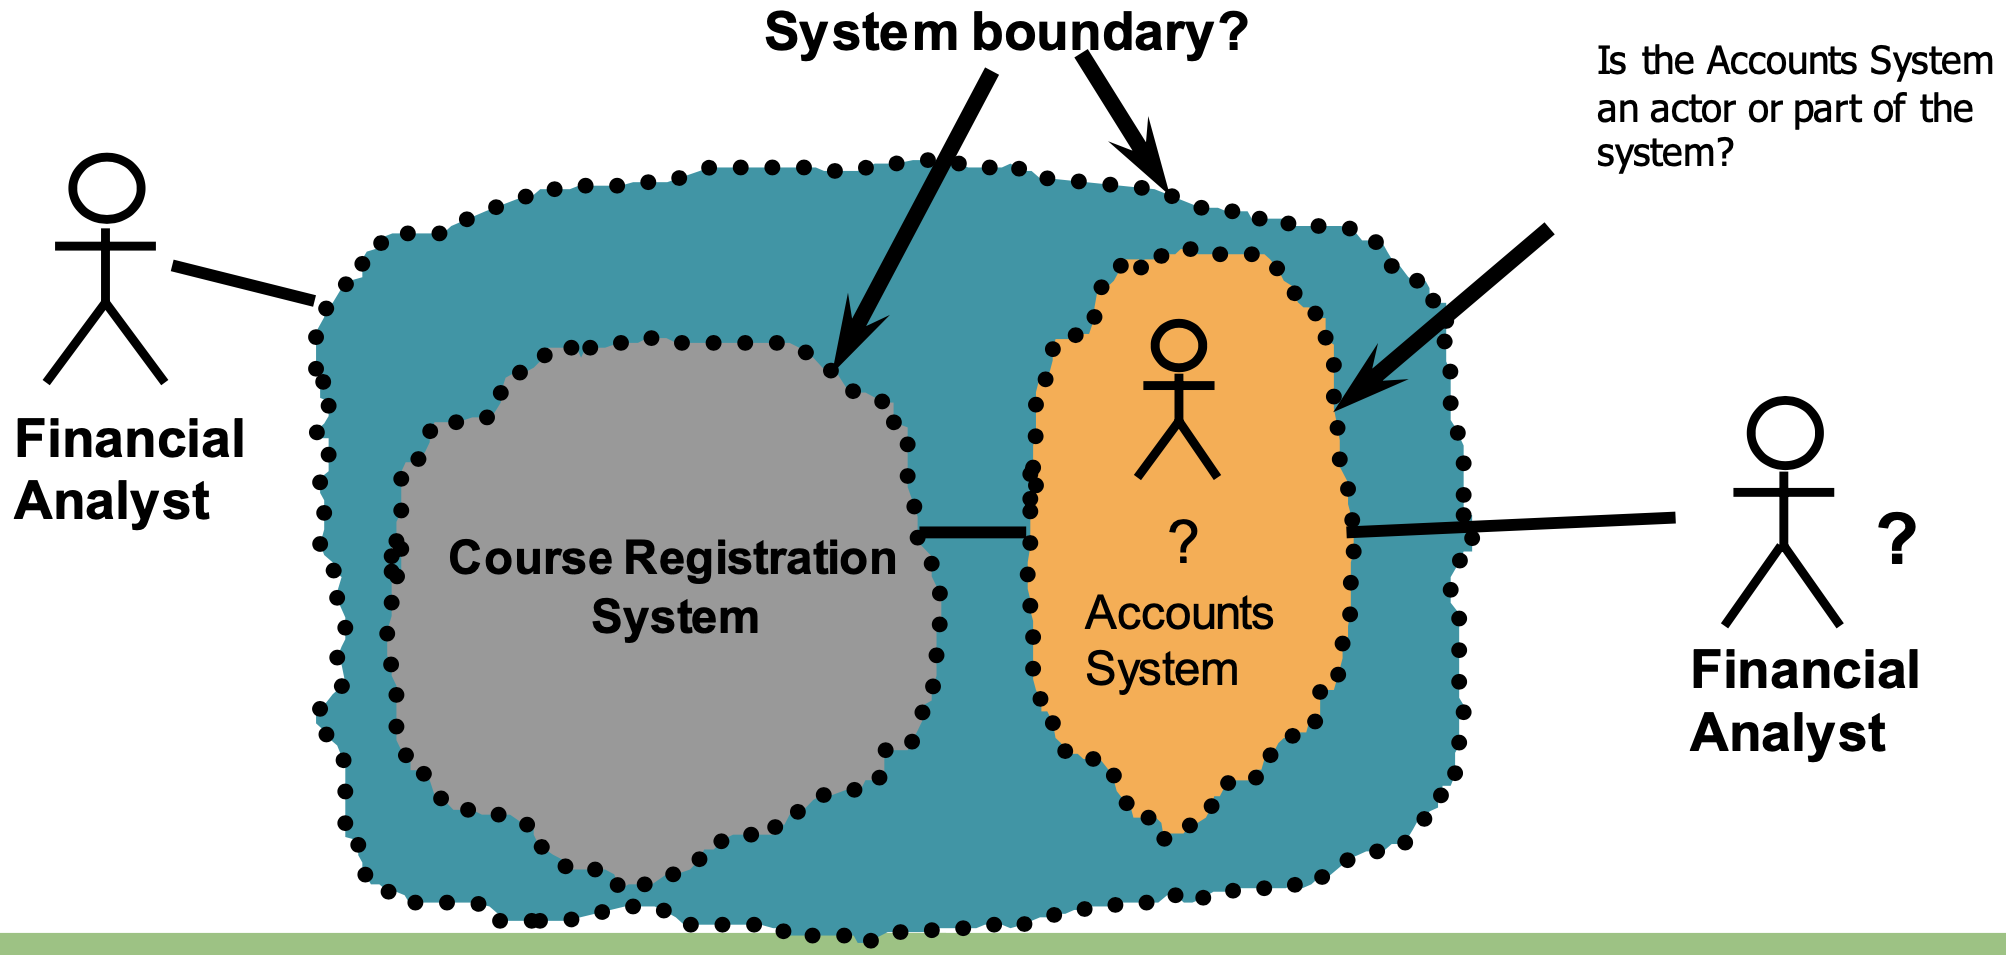 System boundary?
Is the Accounts System
an actor or part of the
system?
Financial
Analyst
Course Registration
System
?
Accounts
System
?
Financial
Analyst